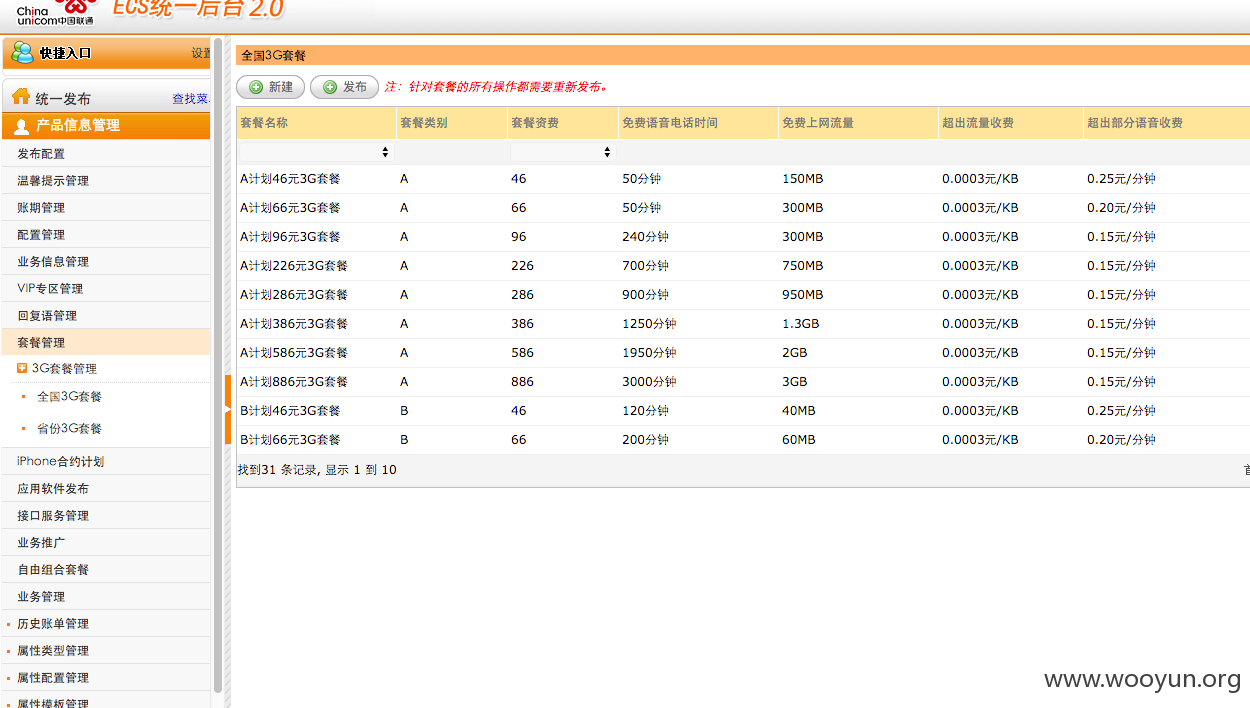 China
unicom中国联通
ECS统一后台 2.0
快捷入口 设置
统一发布 查找菜
产品信息管理
发布配置
温馨提示管理
账期管理
配置管理
业务信息管理
VIP专区管理
回复语管理
套餐管理
3G套餐管理
全国3G套餐
省份3G套餐
iPhone合约计划
应用软件发布
接口服务管理
业务推广
自由组合套餐
业务管理
历史账单管理
属性类型管理
属性配置管理
属性模板管理
全国3G套餐
新建 发布 注：针对套餐的所有操作都需要重新发布。
套餐名称 套餐类别 套餐资费 免费语音电话时间 免费上网流量 超出流量收费 超出部分语音收费
A计划46元3G套餐 A 46 50分钟 150MB 0.0003元/KB 0.25元/分钟
A计划66元3G套餐 A 66 50分钟 300MB 0.0003元/KB 0.20元/分钟
A计划96元3G套餐 A 96 240分钟 300MB 0.0003元/KB 0.15元/分钟
A计划226元3G套餐 A 226 700分钟 750MB 0.0003元/KB 0.15元/分钟
A计划286元3G套餐 A 286 900分钟 950MB 0.0003元/KB 0.15元/分钟
A计划386元3G套餐 A 386 1250分钟 1.3GB 0.0003元/KB 0.15元/分钟
A计划586元3G套餐 A 586 1950分钟 2GB 0.0003元/KB 0.15元/分钟
A计划886元3G套餐 A 886 3000分钟 3GB 0.0003元/KB 0.15元/分钟
B计划46元3G套餐 B 46 120分钟 40MB 0.0003元/KB 0.25元/分钟
B计划66元3G套餐 B 66 200分钟 60MB 0.0003元/KB 0.20元/分钟
找到31 条记录, 显示 1 到 10
www.wooyun.org